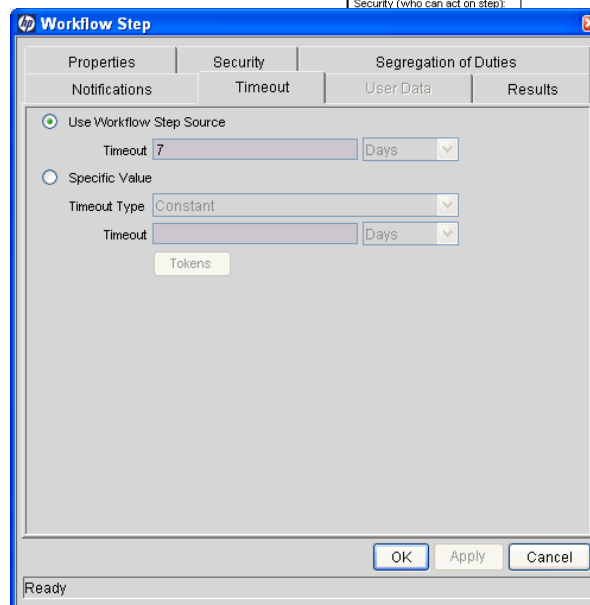 Security (who can act on step):
hp Workflow Step
Properties Security Segregation of Duties
Notifications Timeout User Data Results
Use Workflow Step Source
Timeout 7 Days
Specific Value
Timeout Type Constant
Timeout Days
Tokens
OK Apply Cancel
Ready